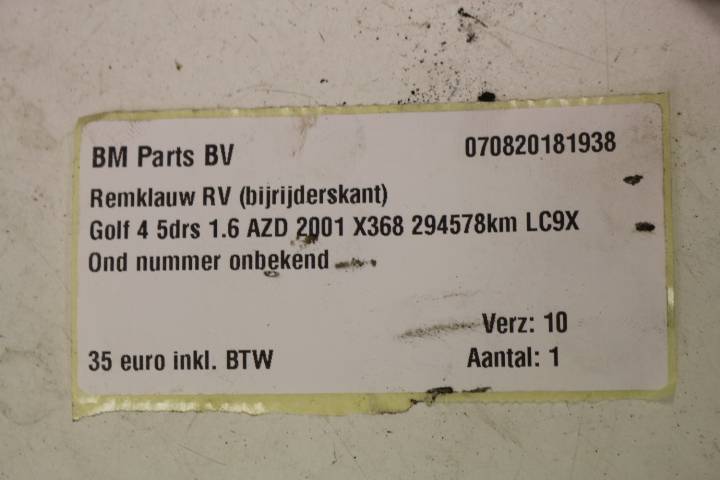 BM Parts BV 070820181938
Remklauw RV (bijrijderskant)
Golf 4 5drs 1.6 AZD 2001 X368 294578km LC9X
Ond nummer onbekend
Verz: 10
35 euro inkl. BTW Aantal: 1